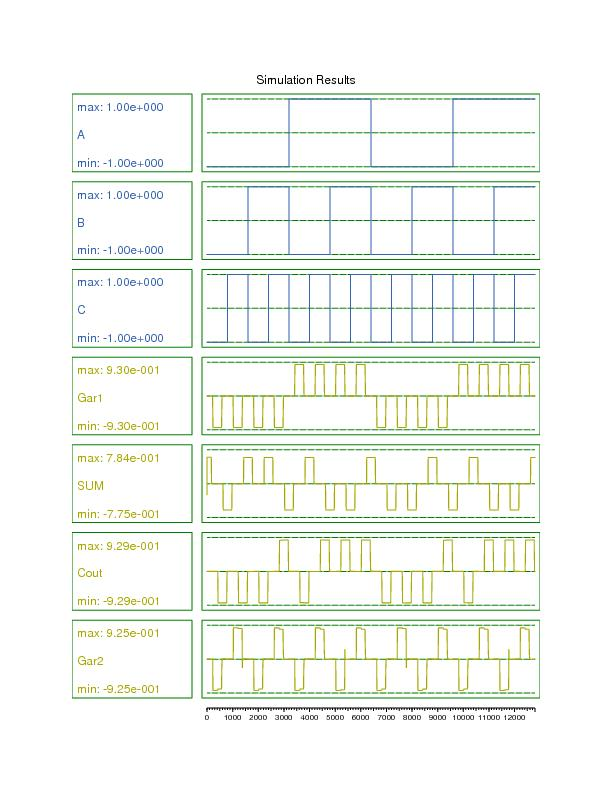 Simulation Results
max: 1.00e+000
A
min: -1.00e+000
max: 1.00e+000
B
min: -1.00e+000
max: 1.00e+000
C
min: -1.00e+000
max: 9.30e-001
Gar1
min: -9.30e-001
max: 7.84e-001
SUM
min: -7.75e-001
max: 9.29e-001
Cout
min: -9.29e-001
max: 9.25e-001
Gar2
min: -9.25e-001
0 1000 2000 3000 4000 5000 6000 7000 8000 9000 10000 11000 12000